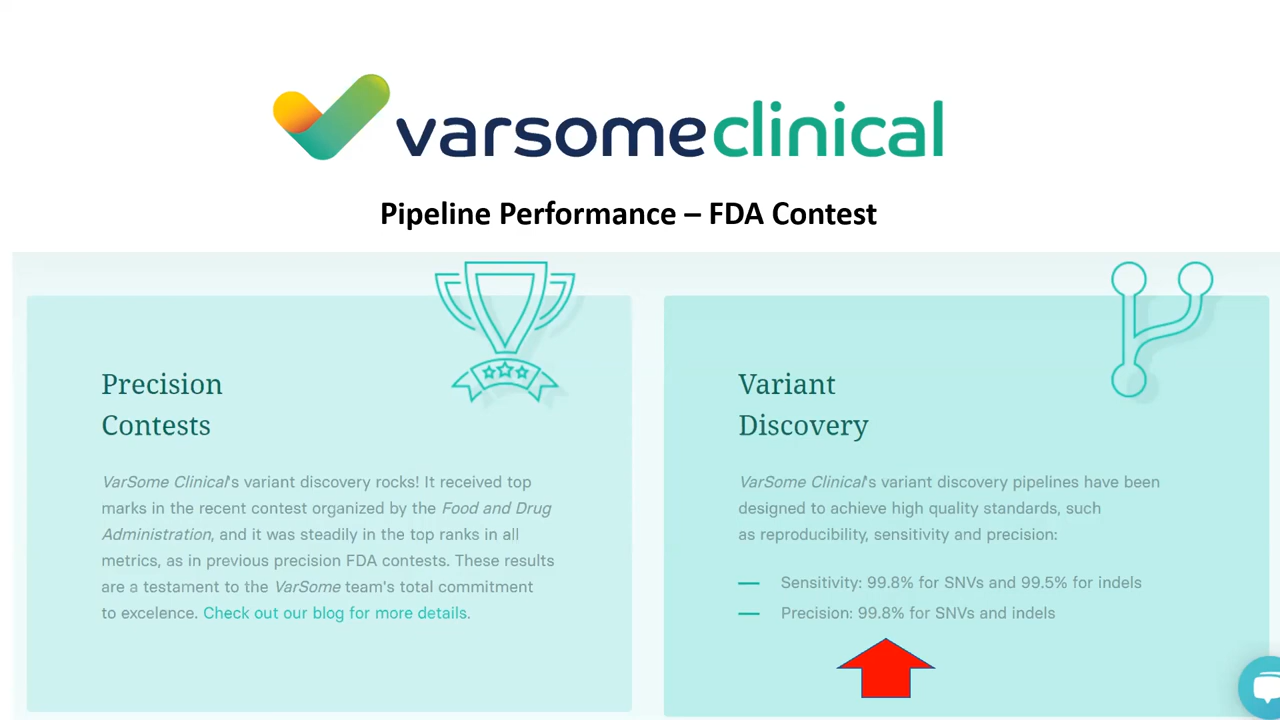 varsomeclinical
Pipeline Performance – FDA Contest
Precision
Contests
VarSome Clinical's variant discovery rocks! It received top
marks in the recent contest organized by the Food and Drug
Administration, and it was steadily in the top ranks in all
metrics, as in previous precision FDA contests. These results
are a testament to the VarSome team's total commitment
to excelence. Check out our blog for more details.
Variant
Discovery
VarSome Clinical's variant discovery pipelines have been
designed to achieve high quality standards, such
as reproducibility, sensitivity and precision:
— Sensitivity: 99.8% for SNVs and 99.5% for indels
— Precision: 99.8% for SNVs and indels